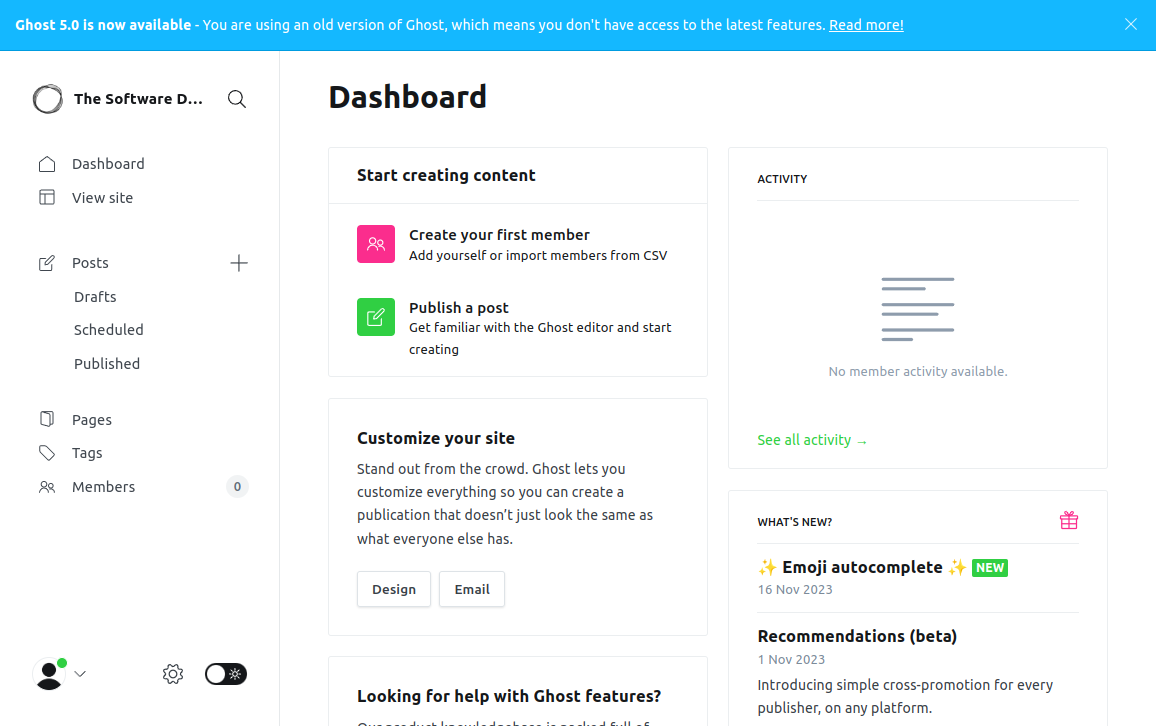 Ghost 5.0 is now available - You are using an old version of Ghost, which means you don't have access to the latest features. Read more!
The Software D...
Dashboard
View site
Posts
Drafts
Scheduled
Published
Pages
Tags
Members 0
Dashboard
Start creating content
Create your first member
Add yourself or import members from CSV
Publish a post
Get familiar with the Ghost editor and start
creating
Customize your site
Stand out from the crowd. Ghost lets you
customize everything so you can create a
publication that doesn’t just look the same as
what everyone else has.
Design Email
Looking for help with Ghost features?
ACTIVITY
No member activity available.
See all activity →
WHAT'S NEW?
✨ Emoji autocomplete ✨ NEW
16 Nov 2023
Recommendations (beta)
1 Nov 2023
Introducing simple cross-promotion for every
publisher, on any platform.